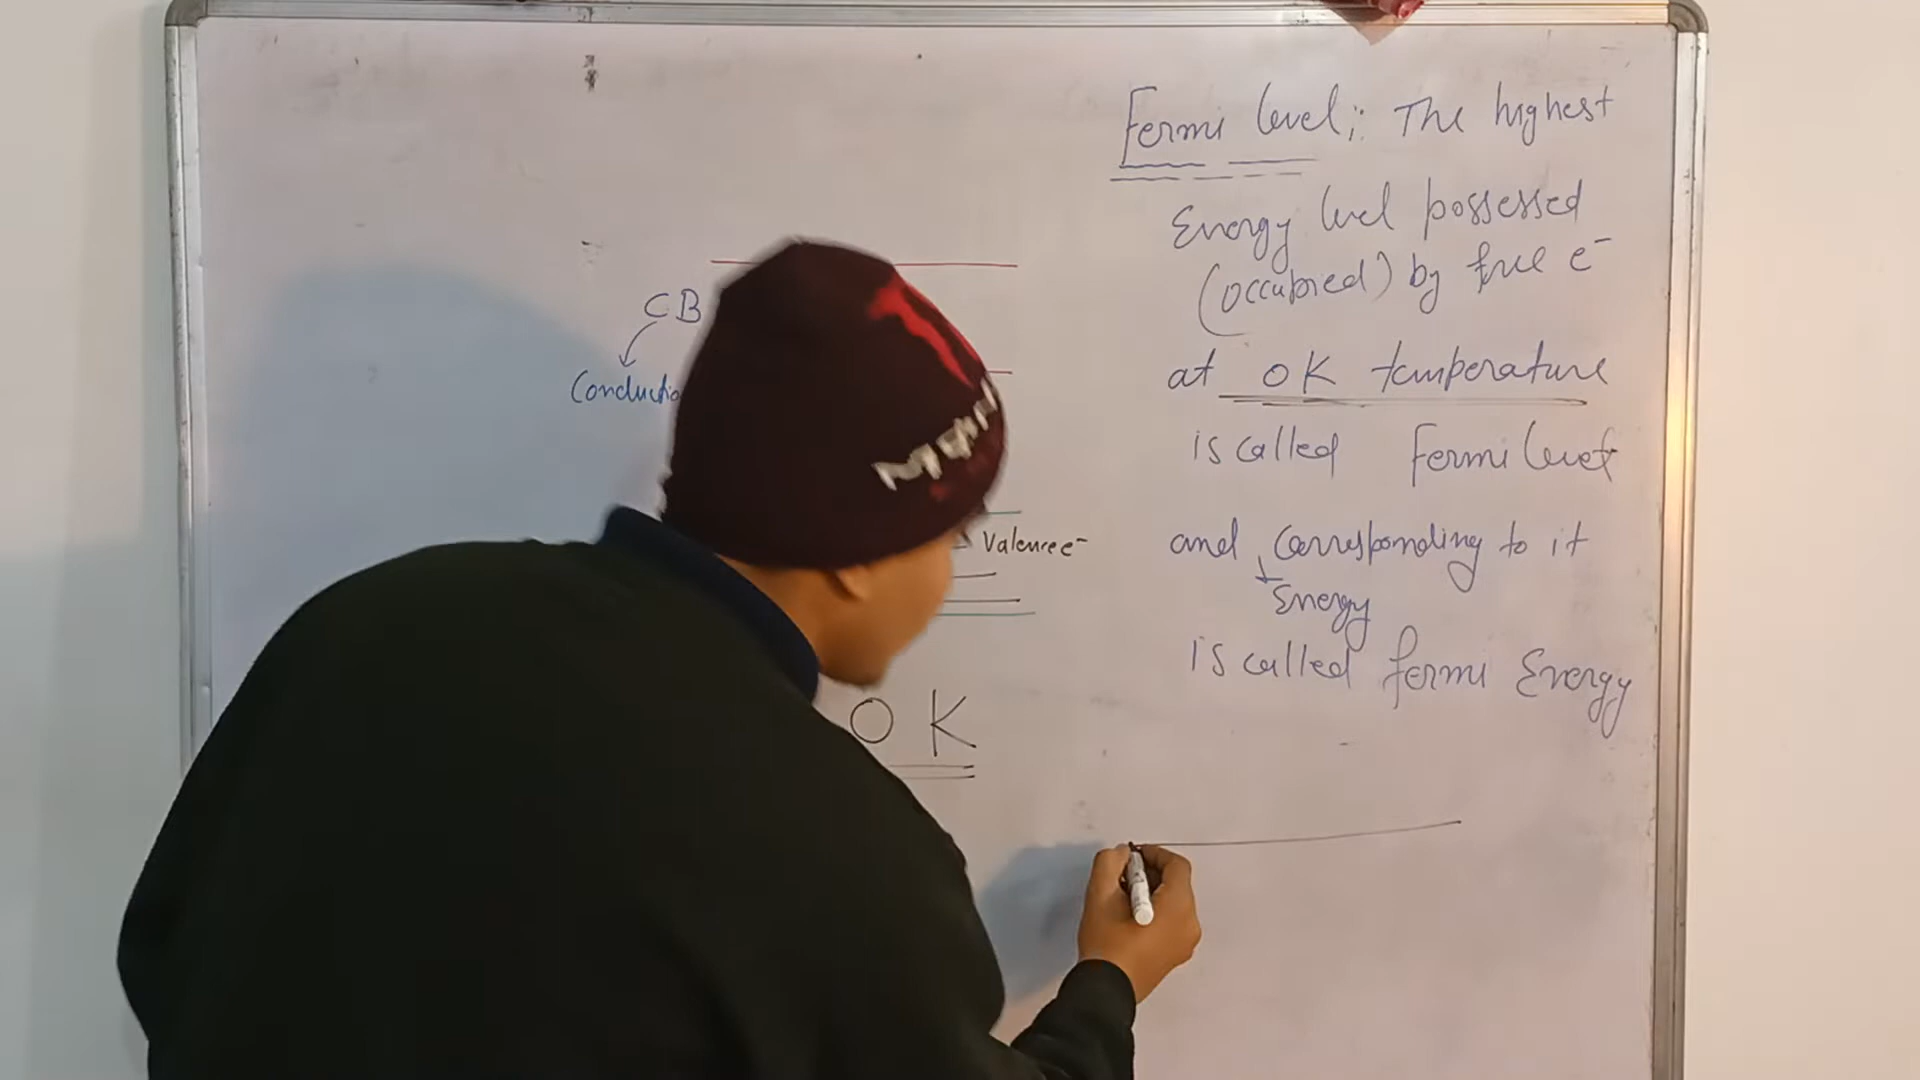 Fermi level;: The highest
Energy level possessed
(occupied) by free e⁻
at 0K temperature
is called Fermi level
and corresponding to it
Energy
is called fermi Energy
CB
Conductio
Valence e⁻
0 K